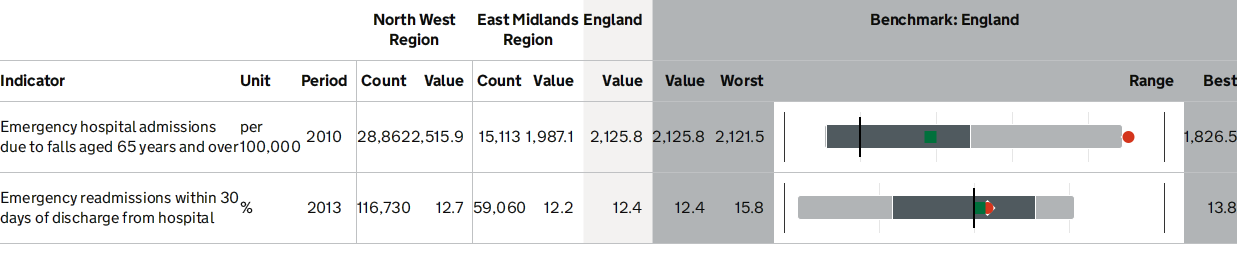 North West Region East Midlands Region England Benchmark: England
Indicator Unit Period Count Value Count Value Value Value Worst Range Best
Emergency hospital admissions due to falls aged 65 years and over per 100,000 2010 28,862 2,515.9 15,113 1,987.1 2,125.8 2,125.8 2,121.5 1,826.5
Emergency readmissions within 30 days of discharge from hospital % 2013 116,730 12.7 59,060 12.2 12.4 12.4 15.8 13.8